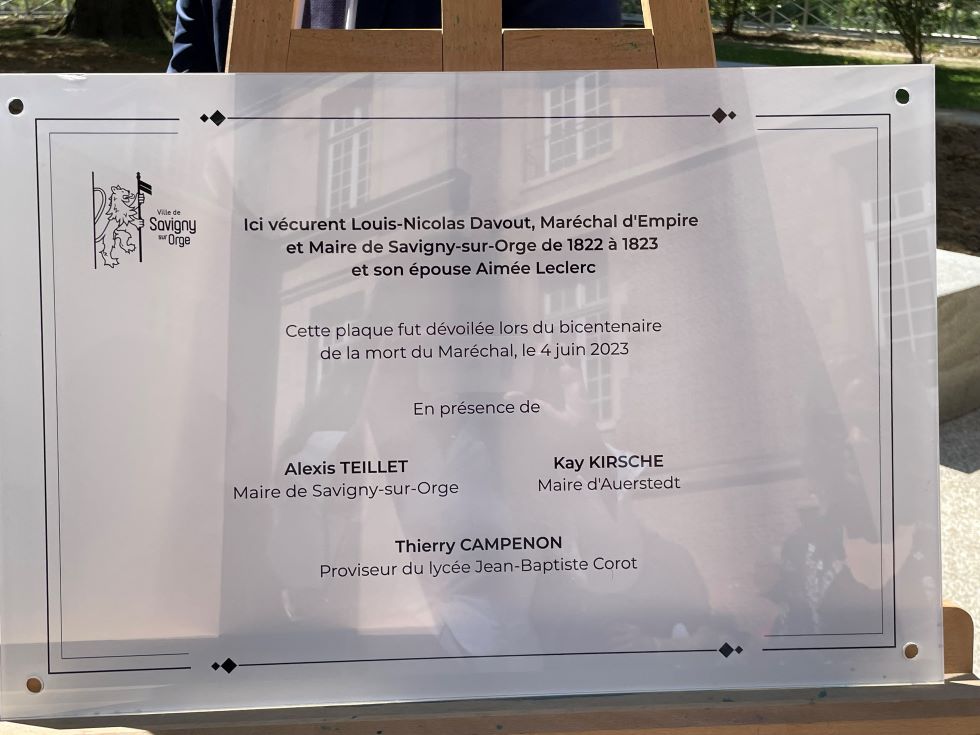 Ville de
Savigny
sur Orge
Ici vécurent Louis-Nicolas Davout, Maréchal d'Empire
et Maire de Savigny-sur-Orge de 1822 à 1823
et son épouse Aimée Leclerc
Cette plaque fut dévoilée lors du bicentenaire
de la mort du Maréchal, le 4 juin 2023
En présence de
Alexis TEILLET
Maire de Savigny-sur-Orge
Kay KIRSCHE
Maire d'Auerstedt
Thierry CAMPENON
Proviseur du lycée Jean-Baptiste Corot